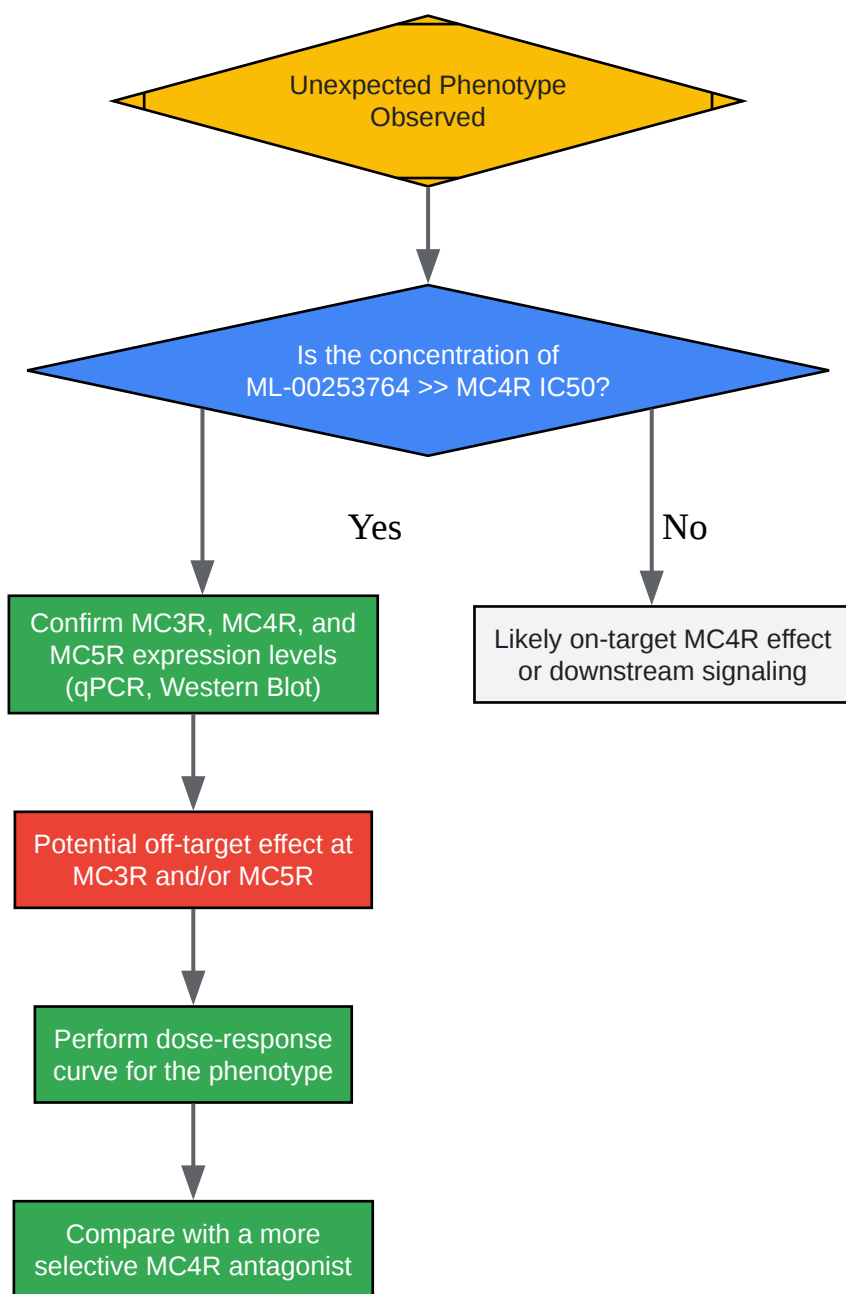 Unexpected Phenotype
Observed
Is the concentration of
ML-00253764 >> MC4R IC50?
Yes
No
Confirm MC3R, MC4R, and
MC5R expression levels
(qPCR, Western Blot)
Likely on-target MC4R effect
or downstream signaling
Potential off-target effect at
MC3R and/or MC5R
Perform dose-response
curve for the phenotype
Compare with a more
selective MC4R antagonist